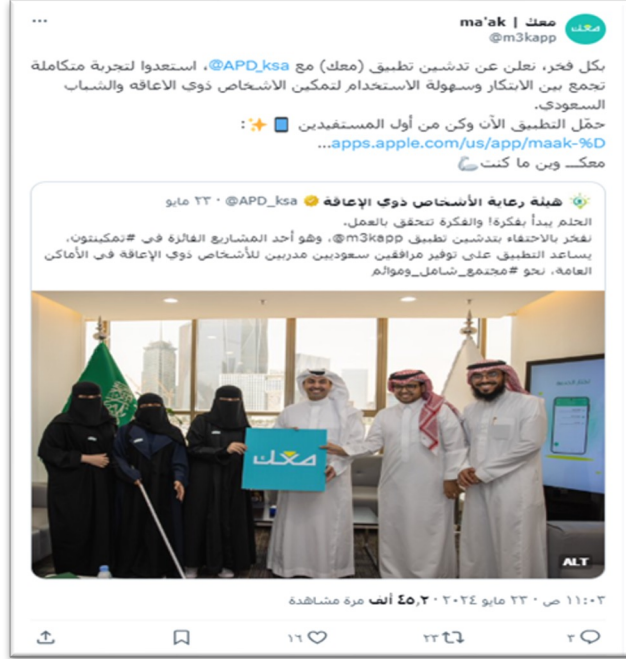 معك | ma'ak
@m3kapp
معك
بكل فخر، نعلن عن تدشين تطبيق (معك) مع @APD_ksa، استعدوا لتجربة متكاملة
تجمع بين الابتكار وسهولة الاستخدام لتمكين الاشخاص ذوي الاعاقه والشباب
السعودي.
حمّل التطبيق الآن وكن من أول المستفيدين 📱✨:
apps.apple.com/us/app/maak-%D...
معكـ وين ما كنت🦾
هيئة رعاية الأشخاص ذوي الإعاقة @APD_ksa · ٢٣ مايو
الحلم يبدأ بفكرة! والفكرة تتحقق بالعمل،
نفخر بالاحتفاء بتدشين تطبيق @m3kapp، وهو أحد المشاريع الفائزة في #تمكينتون،
يساعد التطبيق على توفير مرافقين سعوديين مدربين للأشخاص ذوي الإعاقة في الأماكن
العامة، نحو #مجتمع_شامل_وموائم
معك
ALT
١١:٠٣ ص · ٢٣ مايو ٢٠٢٤ · ٤٥٫٢ ألف مرة مشاهدة
٣
٢٣
١٦